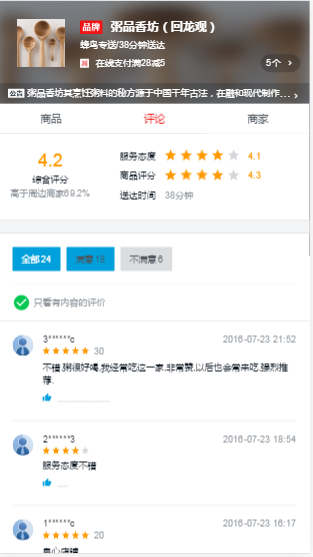 品牌 粥品香坊（回龙观）
蜂鸟专送/38分钟送达
减 在线支付满28减5
5个 >
公告 粥品香坊其烹饪粥料的秘方源于中国千年古法，在融和现代制作... >
商品 评论 商家
4.2
综合评分
高于周边商家69.2%
服务态度 4.1
商品评分 4.3
送达时间 38分钟
全部 24 满意 18 不满意 6
只看有内容的评价
3******c 2016-07-23 21:52
30
不错,粥很好喝,我经常吃这一家,非常赞,以后也会常来吃,强烈推
荐.
2******3 2016-07-23 18:54
服务态度不错
1******c 2016-07-23 16:17
20